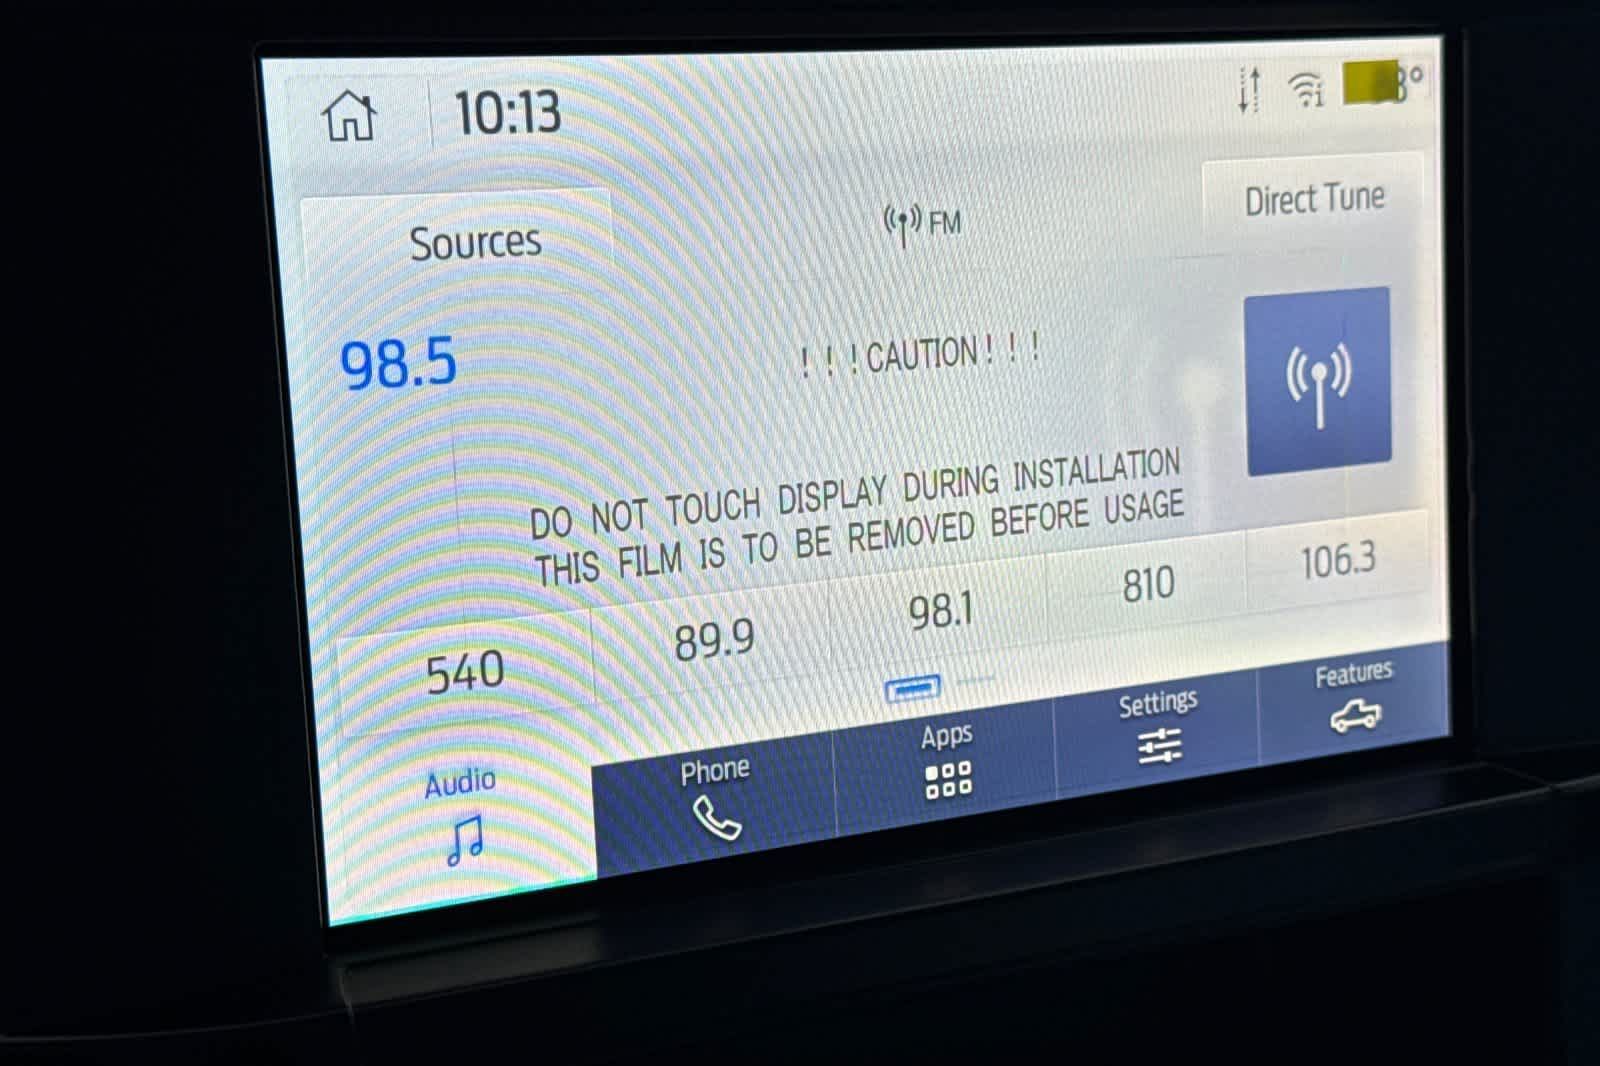 10:13
Sources
FM
Direct Tune
98.5
! ! ! CAUTION ! ! !
DO NOT TOUCH DISPLAY DURING INSTALLATION
THIS FILM IS TO BE REMOVED BEFORE USAGE
540
89.9
98.1
810
106.3
Audio
Phone
Apps
Settings
Features